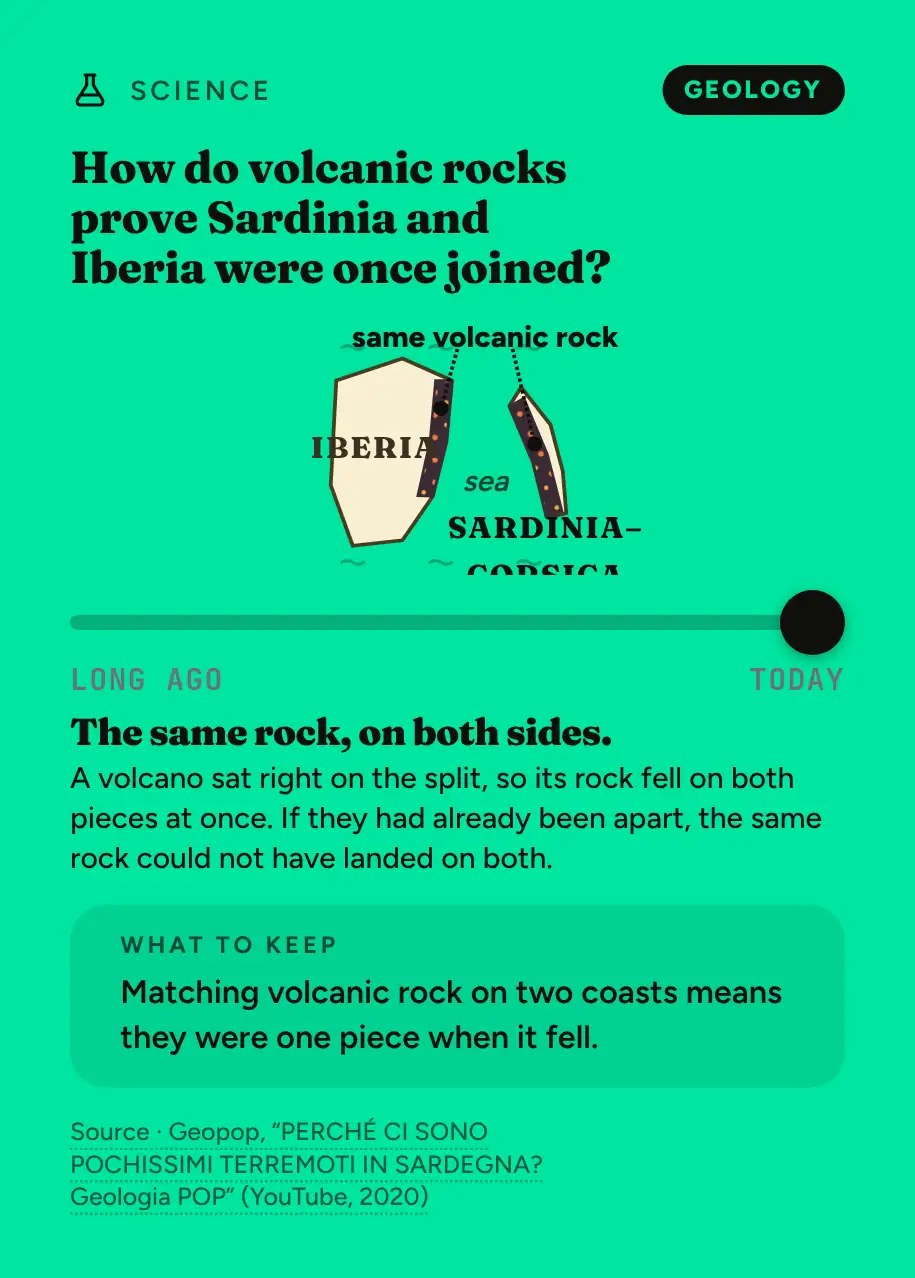 SCIENCE
GEOLOGY
How do volcanic rocks
prove Sardinia and
Iberia were once joined?
same volcanic rock
IBERIA
sea
SARDINIA–
CORSICA
LONG AGO
TODAY
The same rock, on both sides.
A volcano sat right on the split, so its rock fell on both
pieces at once. If they had already been apart, the same
rock could not have landed on both.
WHAT TO KEEP
Matching volcanic rock on two coasts means
they were one piece when it fell.
Source · Geopop, “PERCHÉ CI SONO
POCHISSIMI TERREMOTI IN SARDEGNA?
Geologia POP” (YouTube, 2020)